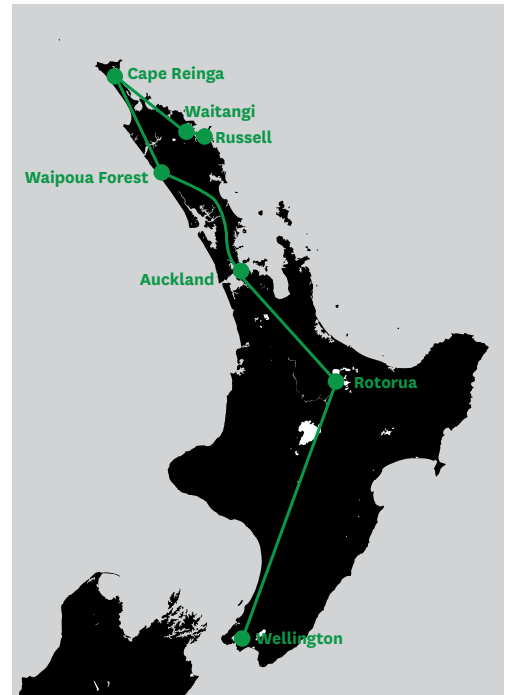 Cape Reinga
Waitangi
Russell
Waipoua Forest
Auckland
Rotorua
Wellington